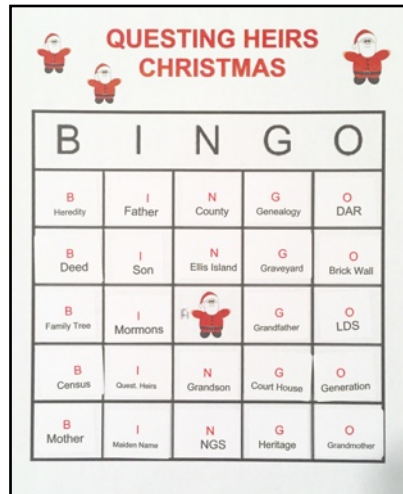 QUESTING HEIRS
CHRISTMAS
B I N G O
B I N G O
Heredity Father County Genealogy DAR
B I N G O
Deed Son Ellis Island Graveyard Brick Wall
B I G O
Family Tree Mormons Grandfather LDS
B I N G O
Census Quest. Heirs Grandson Court House Generation
B I N G O
Mother Maiden Name NGS Heritage Grandmother